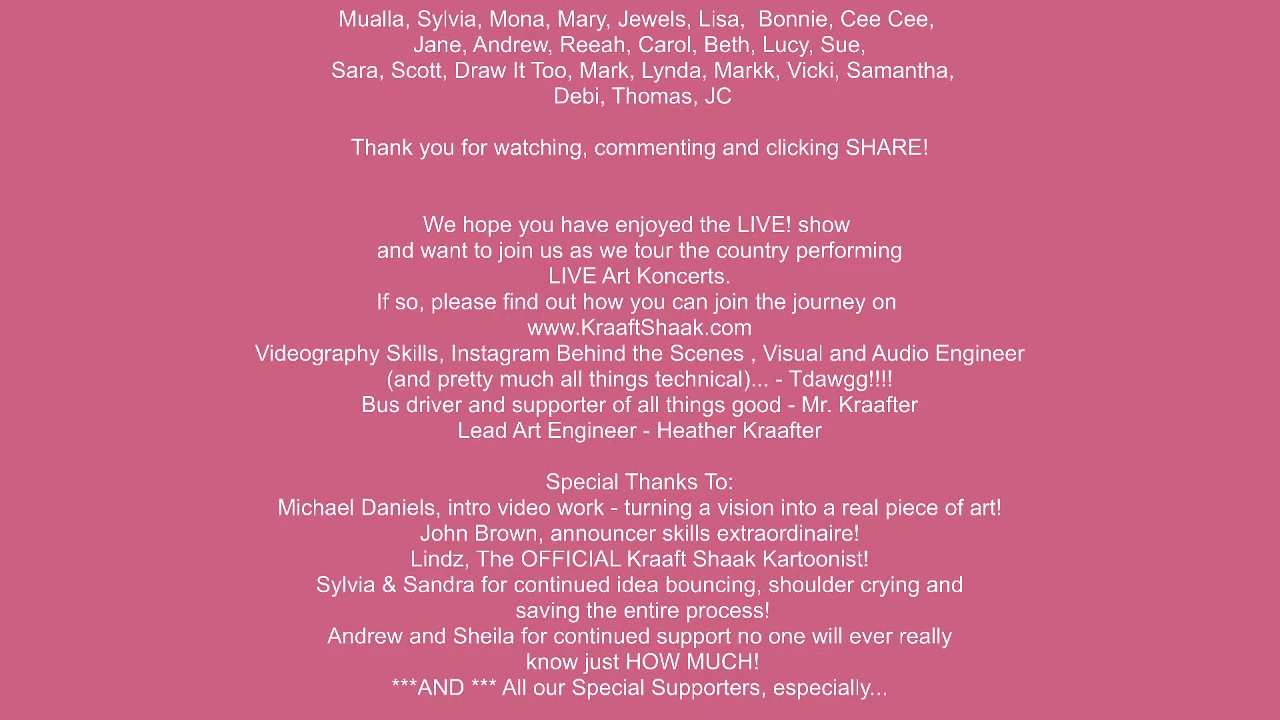 Mualla, Sylvia, Mona, Mary, Jewels, Lisa,  Bonnie, Cee Cee,
Jane, Andrew, Reeah, Carol, Beth, Lucy, Sue,
Sara, Scott, Draw It Too, Mark, Lynda, Markk, Vicki, Samantha,
Debi, Thomas, JC
Thank you for watching, commenting and clicking SHARE!
We hope you have enjoyed the LIVE! show
and want to join us as we tour the country performing
LIVE Art Koncerts.
If so, please find out how you can join the journey on
www.KraaftShaak.com
Videography Skills, Instagram Behind the Scenes , Visual and Audio Engineer
(and pretty much all things technical)... - Tdawgg!!!!
Bus driver and supporter of all things good - Mr. Kraafter
Lead Art Engineer - Heather Kraafter
Special Thanks To:
Michael Daniels, intro video work - turning a vision into a real piece of art!
John Brown, announcer skills extraordinaire!
Lindz, The OFFICIAL Kraaft Shaak Kartoonist!
Sylvia & Sandra for continued idea bouncing, shoulder crying and
saving the entire process!
Andrew and Sheila for continued support no one will ever really
know just HOW MUCH!
***AND *** All our Special Supporters, especially...